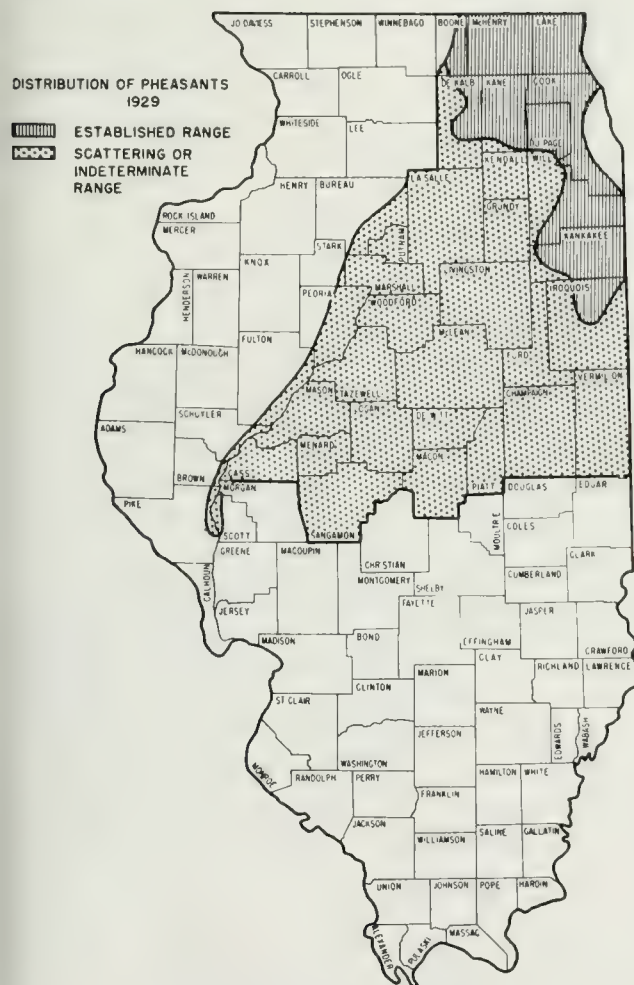 JO DAVIESS STEPHENSON WINNEBAGO BOONE McHENRY LAKE
DISTRIBUTION OF PHEASANTS
1929
ESTABLISHED RANGE
SCATTERING OR
INDETERMINATE
RANGE
CARROLL OGLE DE KALB KANE COOK
WHITESIDE LEE DU PAGE
KENDALL WILL
HENRY BUREAU LA SALLE
GRUNDY
ROCK ISLAND
MERCER
STARK PUTNAM KANKAKEE
KNOX
HENDERSON WARREN PEORIA MARSHALL LIVINGSTON IROQUOIS
WOODFORD
FULTON McLEAN
HANCOCK McDONOUGH FORD
MASON TAZEWELL CHAMPAIGN VERMILION
SCHUYLER LOGAN DE WITT
ADAMS
MENARD MACON
BROWN CASS
MORGAN PIATT DOUGLAS EDGAR
PIKE
SCOTT SANGAMON MOULTRIE COLES
GREENE MACOUPIN CLARK
CHRISTIAN
CALHOUN MONTGOMERY SHELBY CUMBERLAND
JERSEY FAYETTE JASPER
MADISON BOND EFFINGHAM CRAWFORD
CLAY RICHLAND LAWRENCE
CLINTON MARION
ST CLAIR WAYNE
JEFFERSON EDWARDS WABASH
WASHINGTON
MONROE RANDOLPH PERRY HAMILTON WHITE
FRANKLIN
JACKSON SALINE GALLATIN
WILLIAMSON
UNION JOHNSON POPE HARDIN
ALEXANDER PULASKI MASSAC